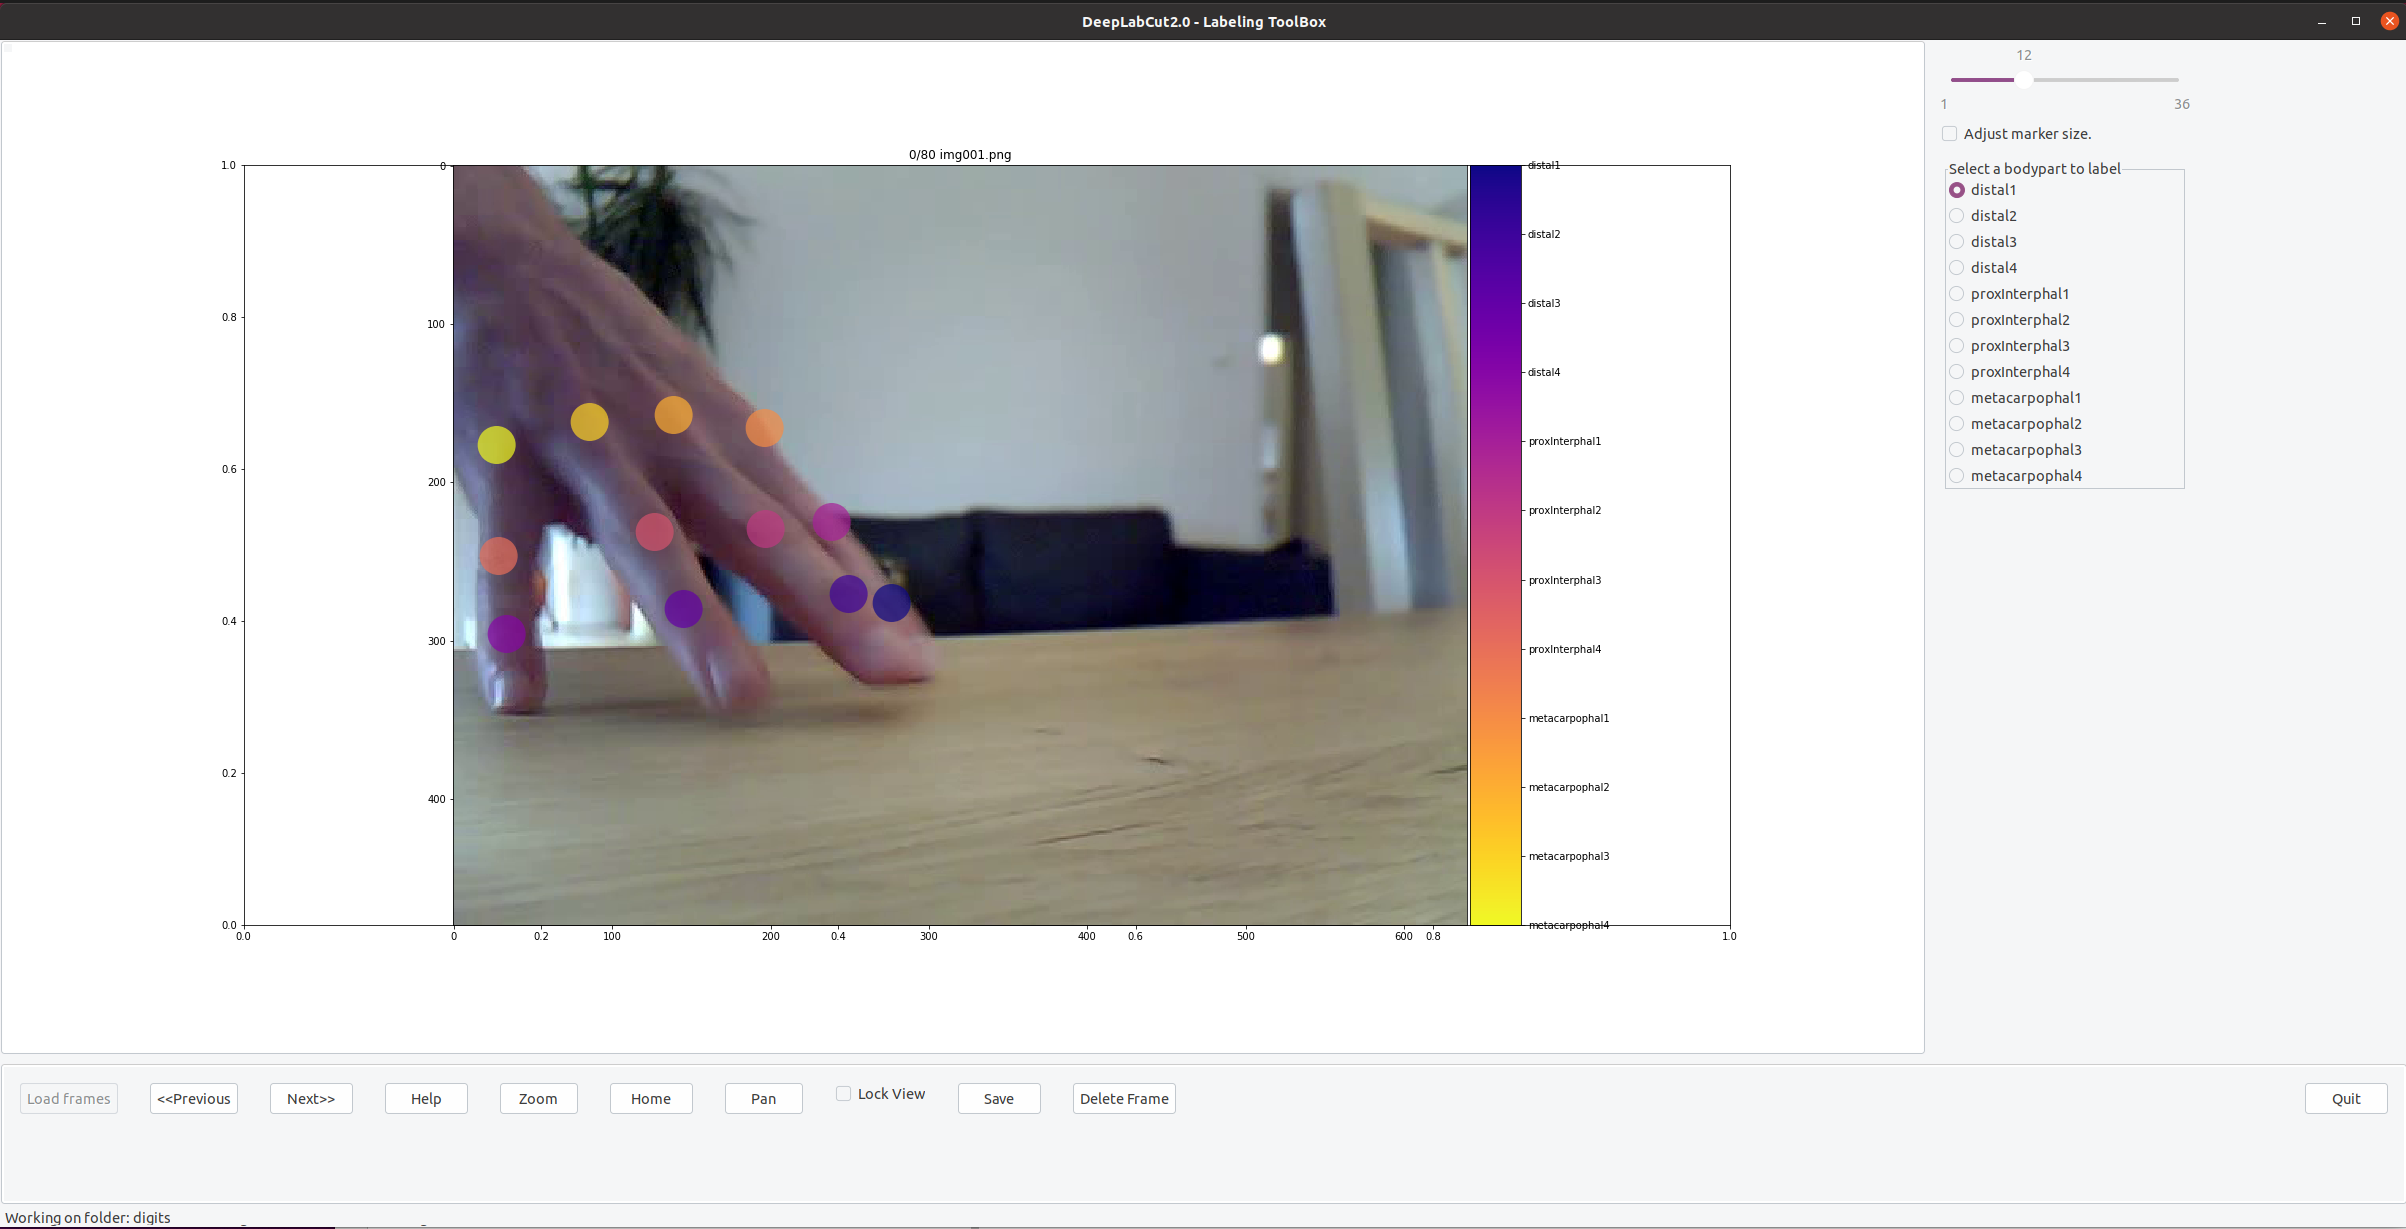 DeepLabCut2.0 - Labeling ToolBox
12
1 36
Adjust marker size.
Select a bodypart to label
distal1
distal2
distal3
distal4
proxInterphal1
proxInterphal2
proxInterphal3
proxInterphal4
metacarpophal1
metacarpophal2
metacarpophal3
metacarpophal4
0/80 img001.png
1.0
0.8
0.6
0.4
0.2
0.0
0
100
200
300
400
0.0 0 0.2 100 200 0.4 300 400 0.6 500 600 0.8 1.0
distal1
distal2
distal3
distal4
proxInterphal1
proxInterphal2
proxInterphal3
proxInterphal4
metacarpophal1
metacarpophal2
metacarpophal3
metacarpophal4
Load frames <<Previous Next>> Help Zoom Home Pan Lock View Save Delete Frame Quit
Working on folder: digits